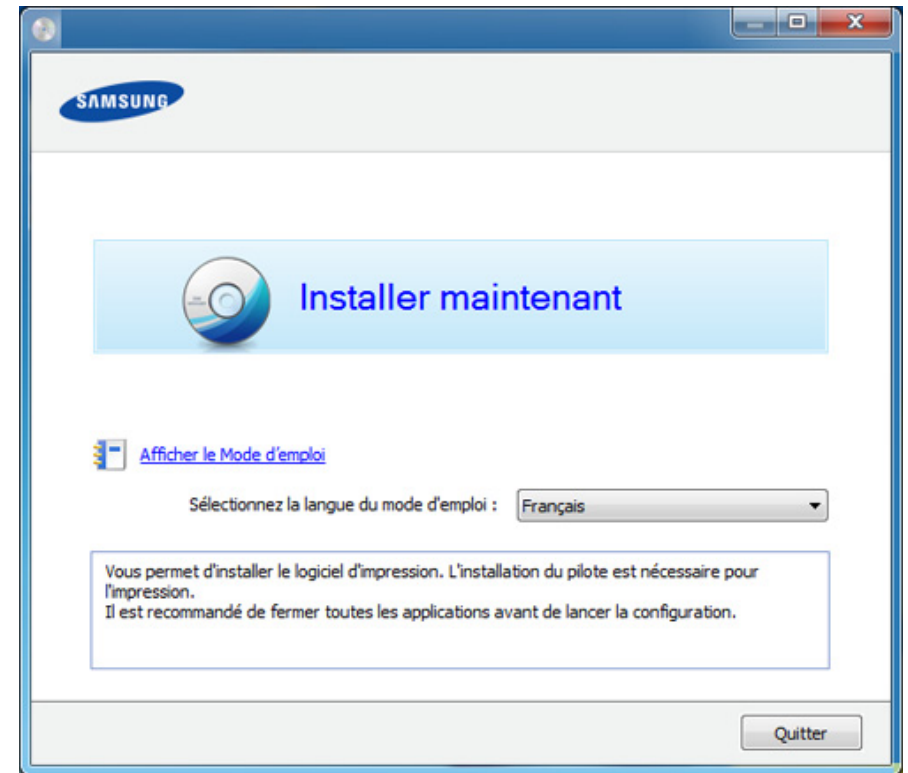 SAMSUNG
Installer maintenant
Afficher le Mode d'emploi
Sélectionnez la langue du mode d'emploi : Français
Vous permet d'installer le logiciel d'impression. L'installation du pilote est nécessaire pour
l'impression.
Il est recommandé de fermer toutes les applications avant de lancer la configuration.
Quitter